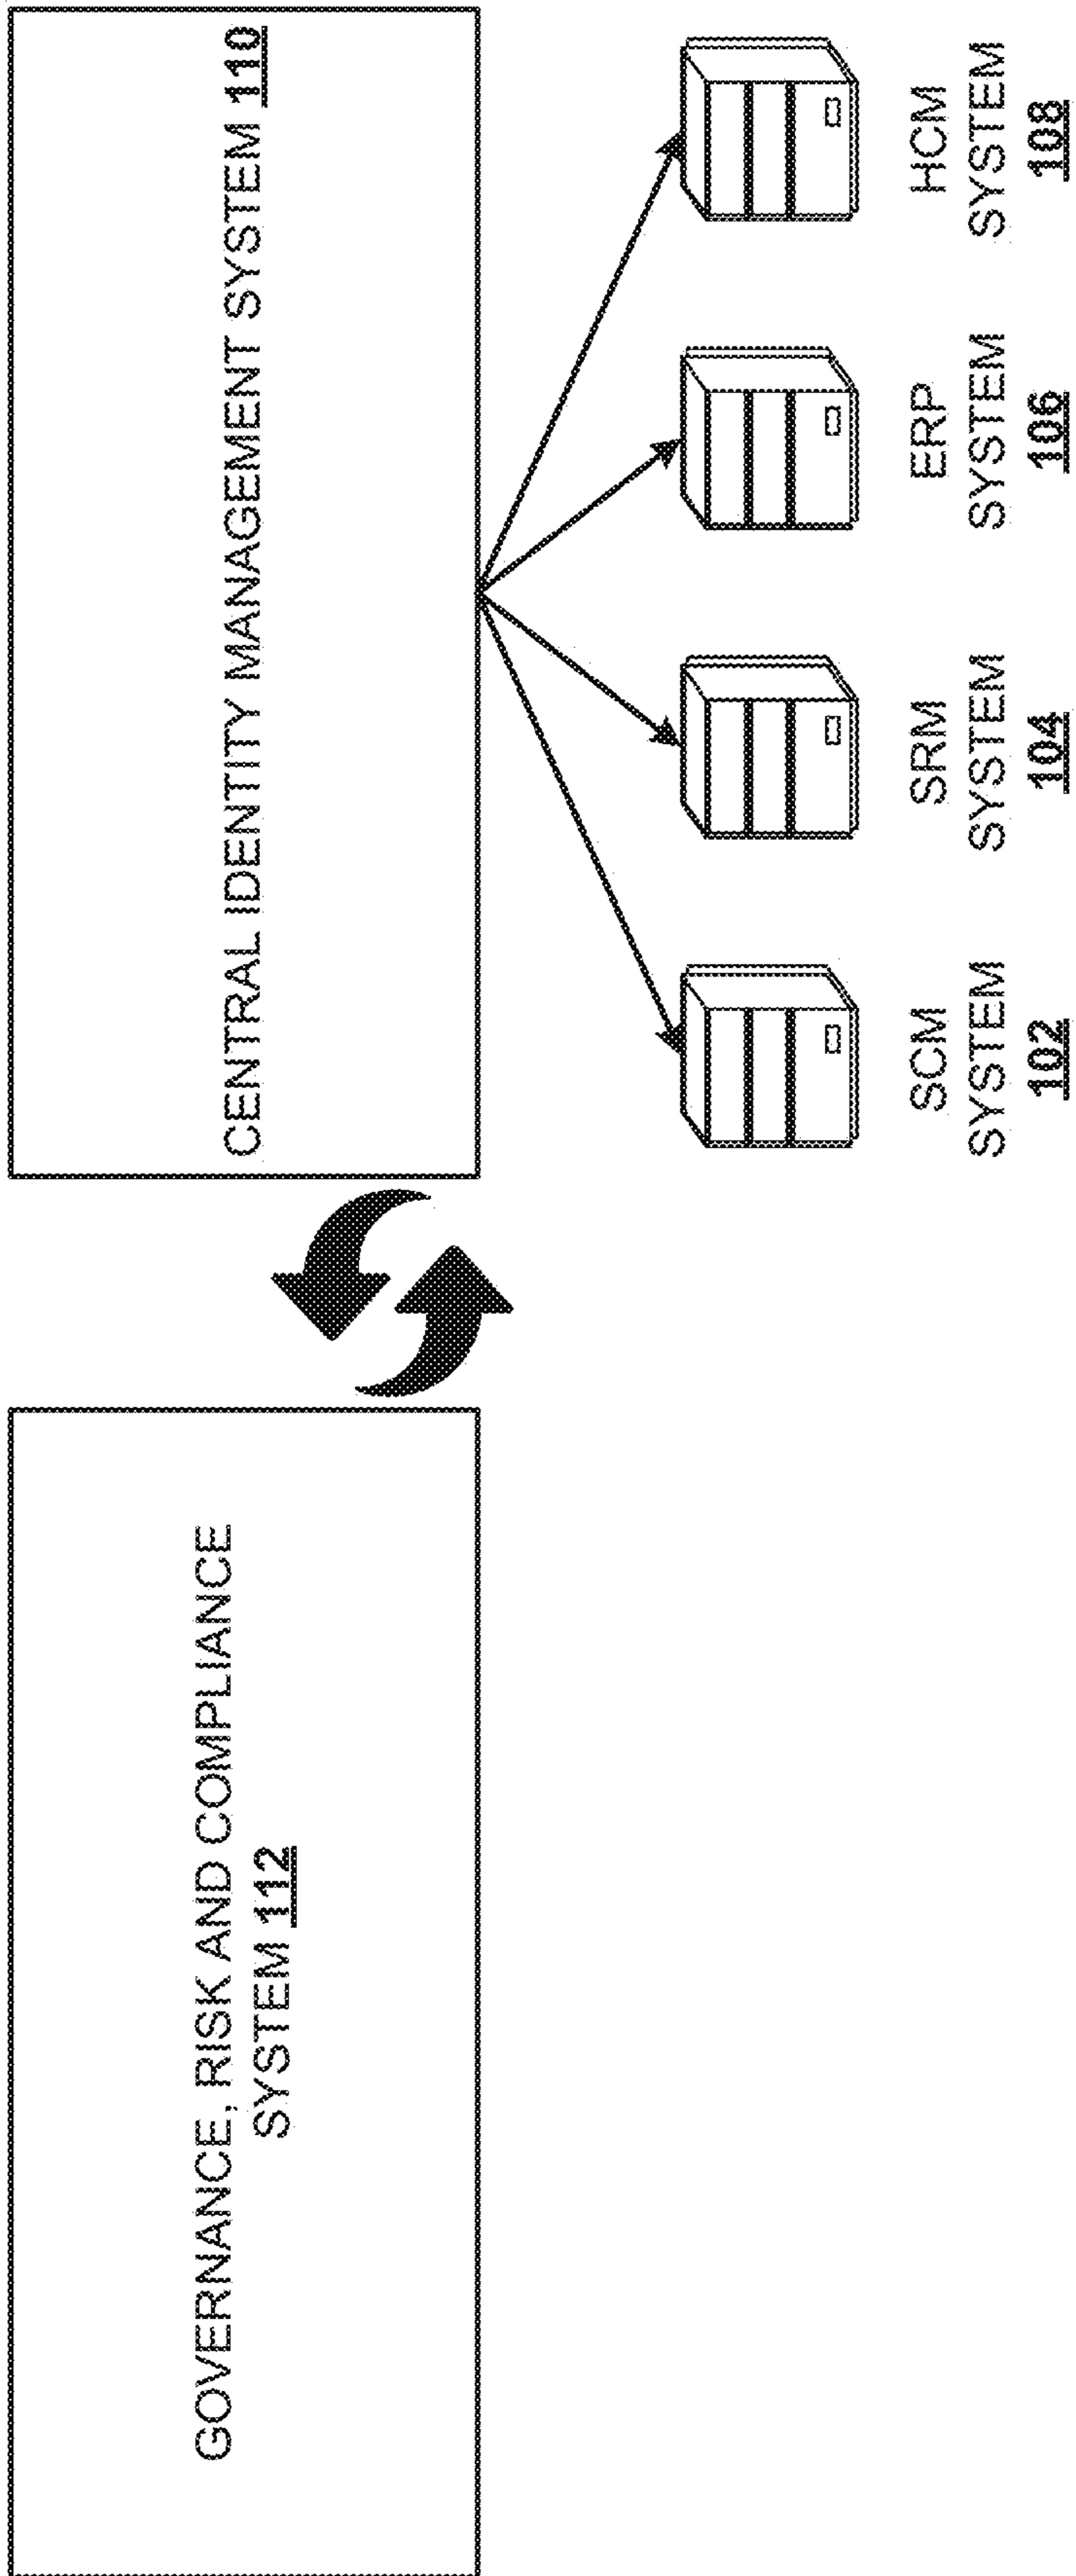 GOVERNANCE, RISK AND COMPLIANCE
SYSTEM 112
CENTRAL IDENTITY MANAGEMENT SYSTEM 110
SCM
SYSTEM
102
SRM
SYSTEM
104
ERP
SYSTEM
106
HCM
SYSTEM
108